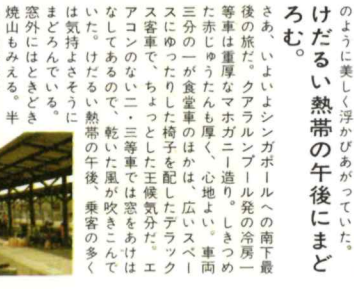 のように美しく浮かびあがっていた。
けだるい熱帯の午後にまど
ろむ。
さあ、いよいよシンガポールへの南下最
後の旅だ。クアラルンプール発の冷房一
等車は重厚なマホガニー造り。しきつめ
た赤じゅうたんも厚く、心地よい。車両
三分の一が食堂車のほかは、広いスペー
スにゆったりした椅子を配したデラック
ス客車で、ちょっとした王候気分だ。エ
アコンのない二・三等車では窓をあけは
なしてあるので、乾いた風が吹きこんで
いた。けだるい熱帯の午後、乗客の多く
は気持よさそうに
まどろんでいる。
窓外にはときどき
焼山もみえる。半